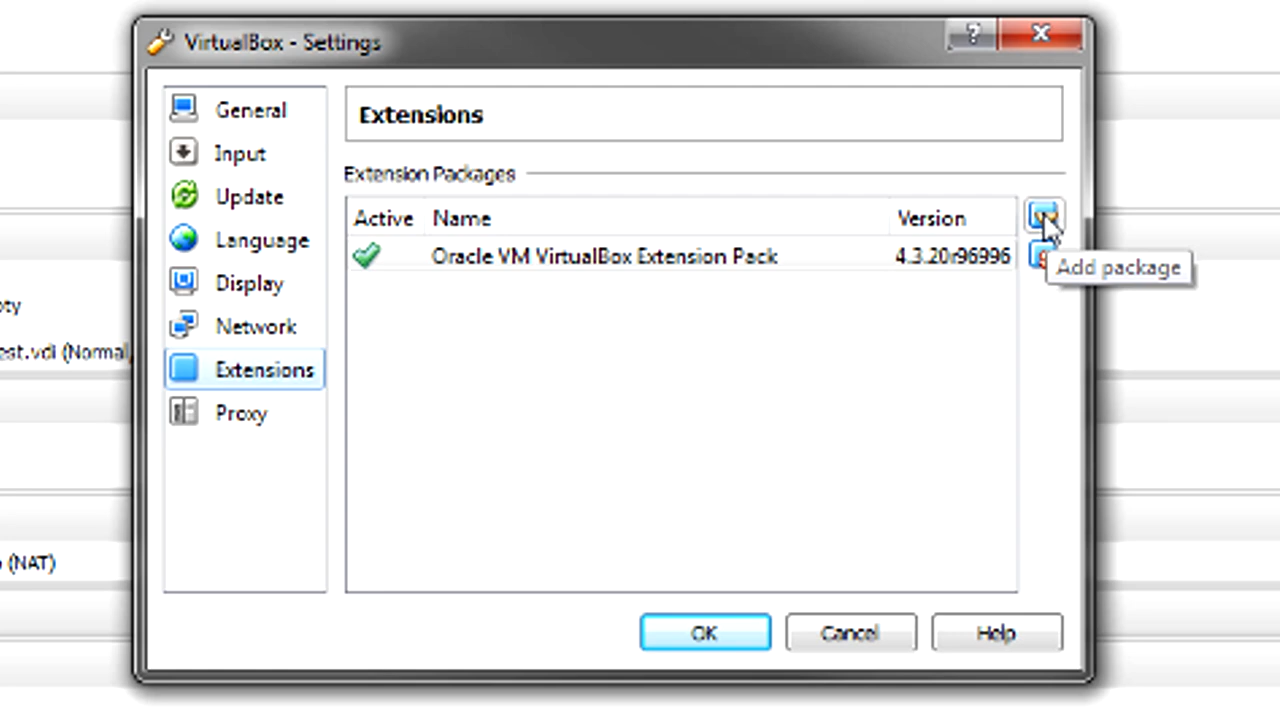 VirtualBox - Settings
?
General
Input
Update
Language
Display
Network
Extensions
Proxy
Extensions
Extension Packages
Active Name Version
Oracle VM VirtualBox Extension Pack 4.3.20r96996
Add package
est.vdi (Normal,
(NAT)
OK Cancel Help